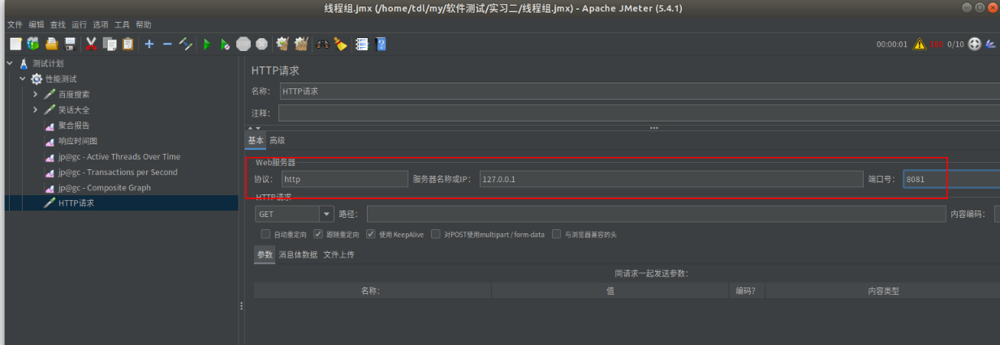 线程组.jmx (/home/tdl/my/软件测试/实习二/线程组.jmx) - Apache JMeter (5.4.1)
文件 编辑 查找 运行 选项 工具 帮助
00:00:01 180 0/10
测试计划
性能测试
百度搜索
笑话大全
聚合报告
响应时间图
jp@gc - Active Threads Over Time
jp@gc - Transactions per Second
jp@gc - Composite Graph
HTTP请求
HTTP请求
名称: HTTP请求
注释:
基本 高级
Web服务器
协议: http 服务器名称或IP: 127.0.0.1 端口号: 8081
HTTP请求
GET 路径: 内容编码:
自动重定向 跟随重定向 使用 KeepAlive 对POST使用multipart / form-data 与浏览器兼容的头
参数 消息体数据 文件上传
同请求一起发送参数:
名称: 值 编码? 内容类型